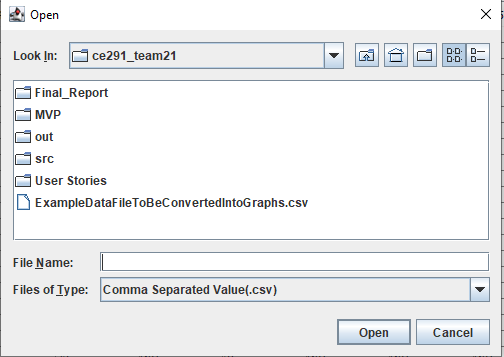 Open
Look In: ce291_team21
Final_Report
MVP
out
src
User Stories
ExampleDataFileToBeConvertedIntoGraphs.csv
File Name:
Files of Type: Comma Separated Value(.csv)
Open Cancel